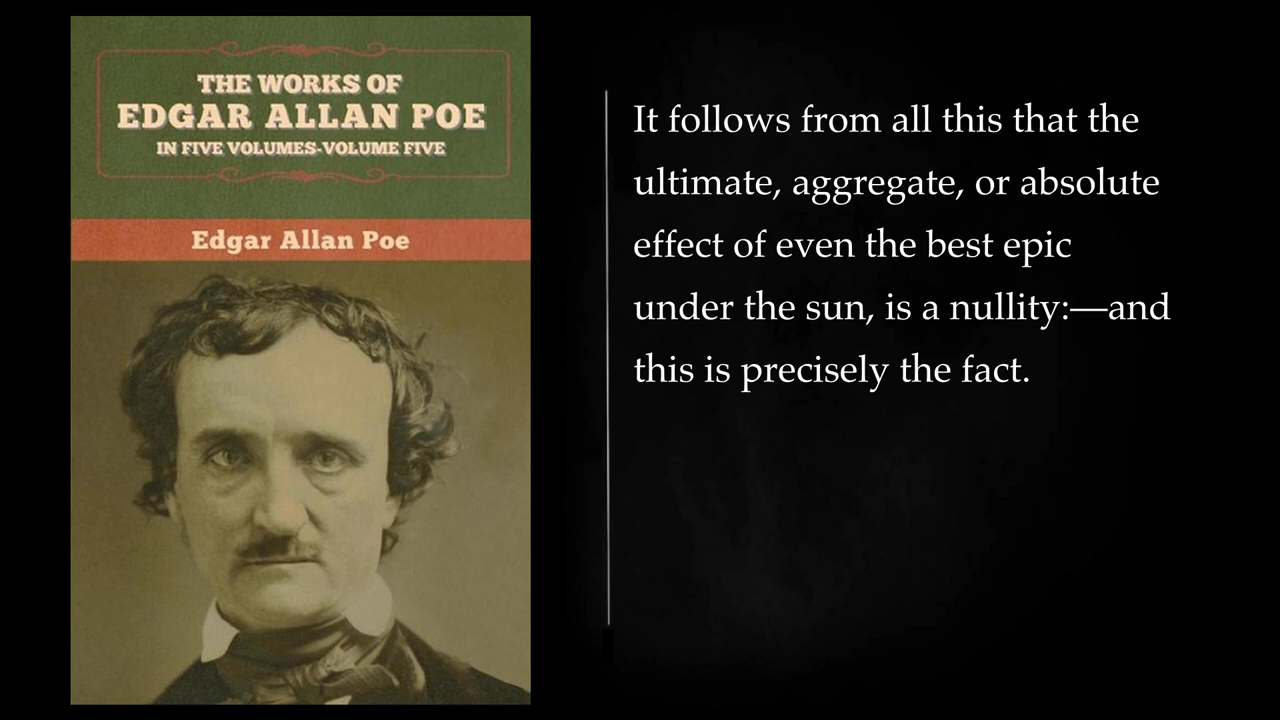 THE WORKS OF
EDGAR ALLAN POE
IN FIVE VOLUMES-VOLUME FIVE
Edgar Allan Poe
It follows from all this that the
ultimate, aggregate, or absolute
effect of even the best epic
under the sun, is a nullity:—and
this is precisely the fact.